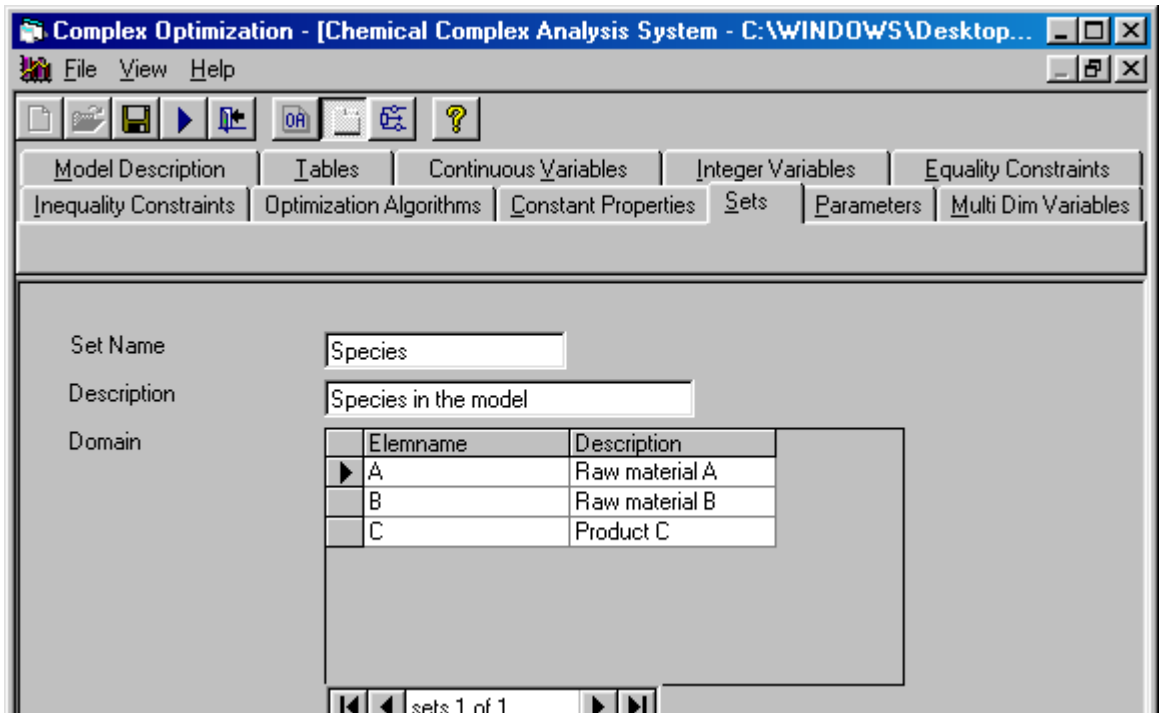 Complex Optimization - [Chemical Complex Analysis System - C:\WINDOWS\Desktop...
File View Help
OA ?
Model Description Tables Continuous Variables Integer Variables Equality Constraints
Inequality Constraints Optimization Algorithms Constant Properties Sets Parameters Multi Dim Variables
Set Name Species
Description Species in the model
Domain Elemname Description
A Raw material A
B Raw material B
C Product C
sets 1 of 1